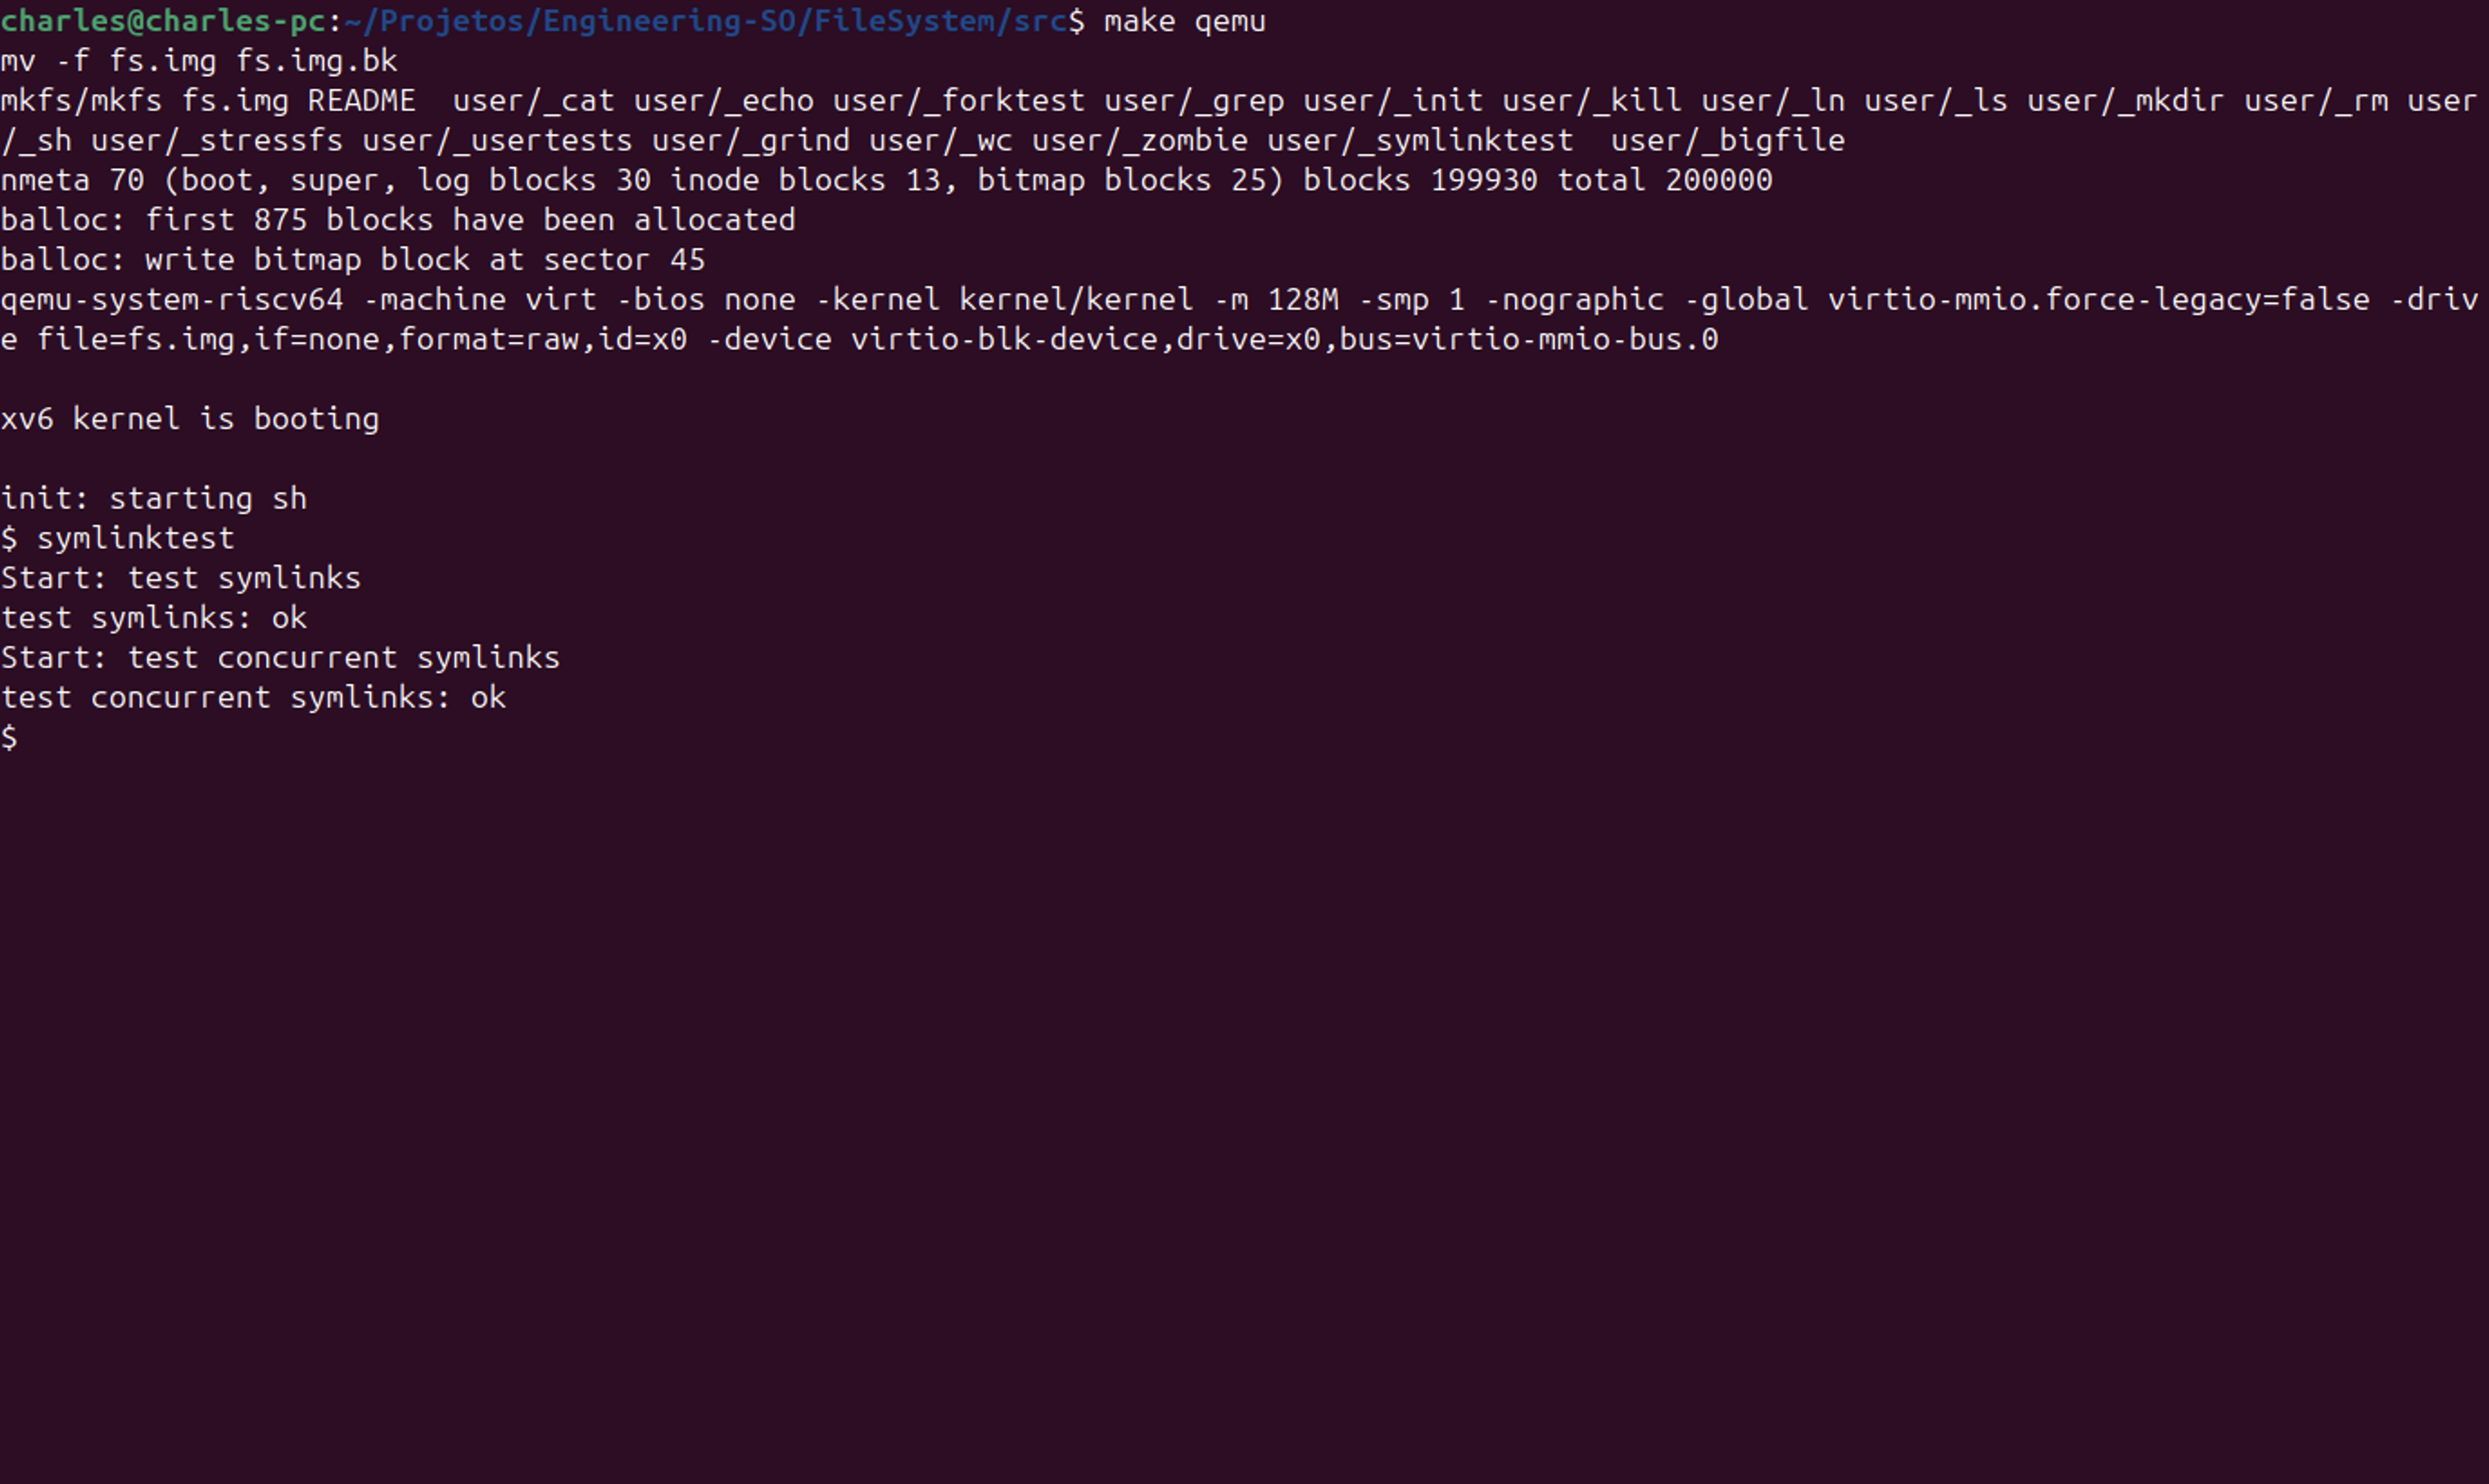 charles@charles-pc:~/Projetos/Engineering-SO/FileSystem/src$ make qemu
mv -f fs.img fs.img.bk
mkfs/mkfs fs.img README  user/_cat user/_echo user/_forktest user/_grep user/_init user/_kill user/_ln user/_ls user/_mkdir user/_rm user
/_sh user/_stressfs user/_usertests user/_grind user/_wc user/_zombie user/_symlinktest  user/_bigfile
nmeta 70 (boot, super, log blocks 30 inode blocks 13, bitmap blocks 25) blocks 199930 total 200000
balloc: first 875 blocks have been allocated
balloc: write bitmap block at sector 45
qemu-system-riscv64 -machine virt -bios none -kernel kernel/kernel -m 128M -smp 1 -nographic -global virtio-mmio.force-legacy=false -driv
e file=fs.img,if=none,format=raw,id=x0 -device virtio-blk-device,drive=x0,bus=virtio-mmio-bus.0
xv6 kernel is booting
init: starting sh
$ symlinktest
Start: test symlinks
test symlinks: ok
Start: test concurrent symlinks
test concurrent symlinks: ok
$